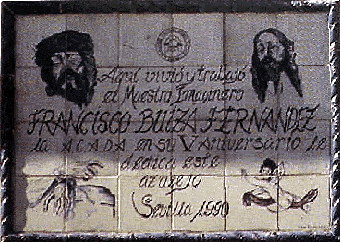 Aqui vivió y trabajó
el Maestro Imaginero
FRANCISCO BUIZA FERNANDEZ
la ACADA en su V aniversario le
dedica este
azulejo
Sevilla 1990